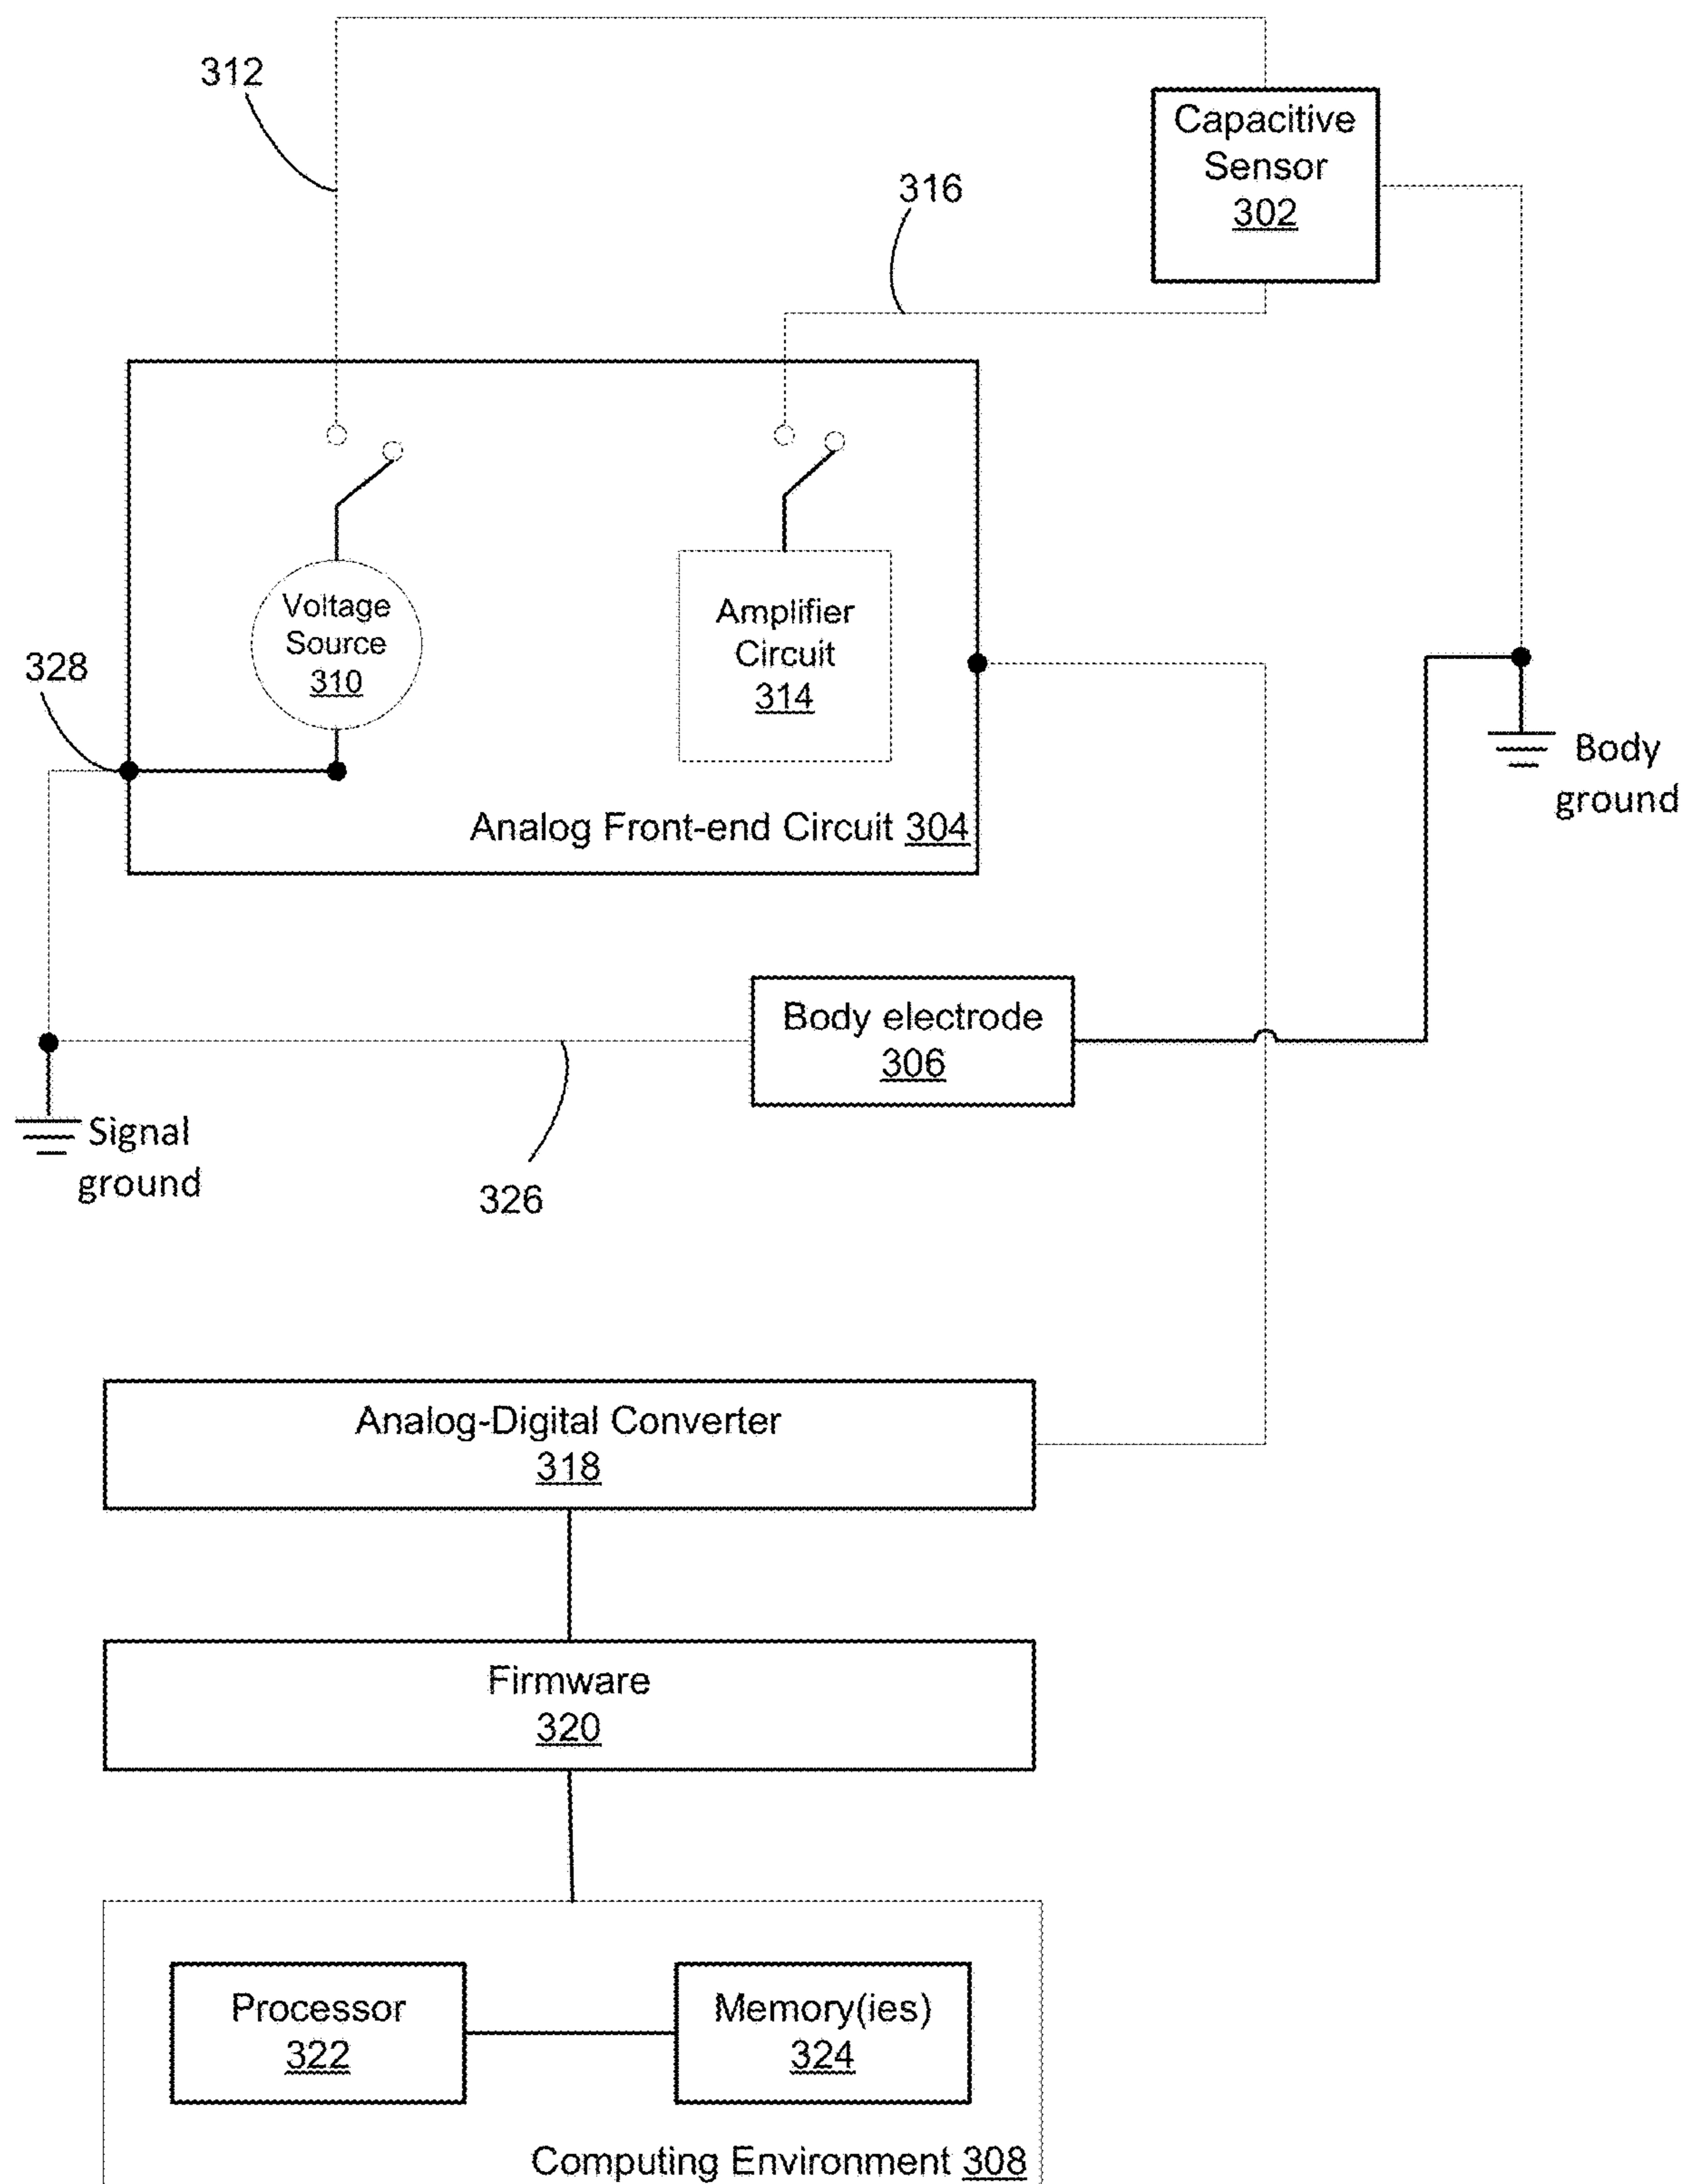 312
Capacitive
Sensor
302
316
Voltage
Source
310
Amplifier
Circuit
314
328
Body
ground
Analog Front-end Circuit 304
Body electrode
306
Signal
ground
326
Analog-Digital Converter
318
Firmware
320
Processor
322
Memory(ies)
324
Computing Environment 308